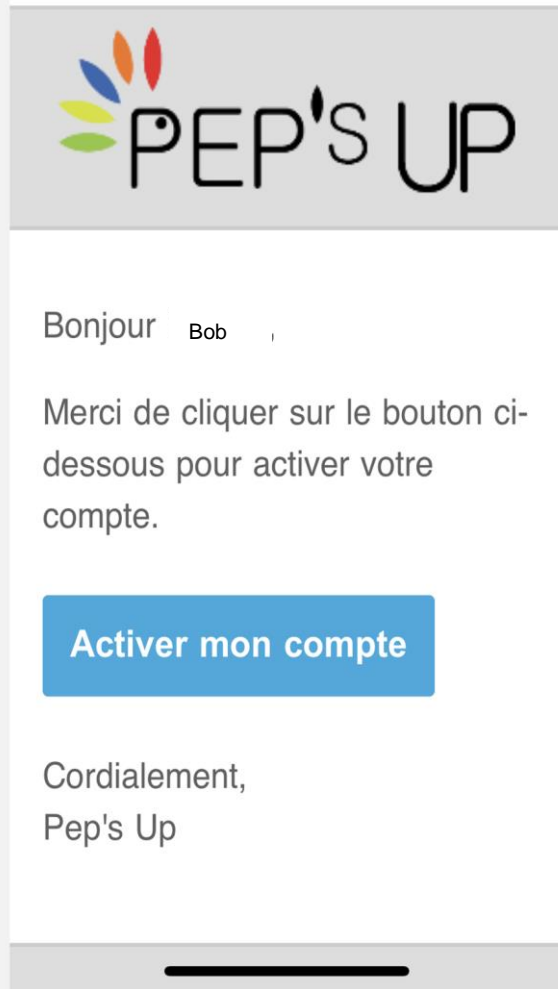 PEP'S UP
Bonjour Bob ,
Merci de cliquer sur le bouton ci-
dessous pour activer votre
compte.
Activer mon compte
Cordialement,
Pep's Up